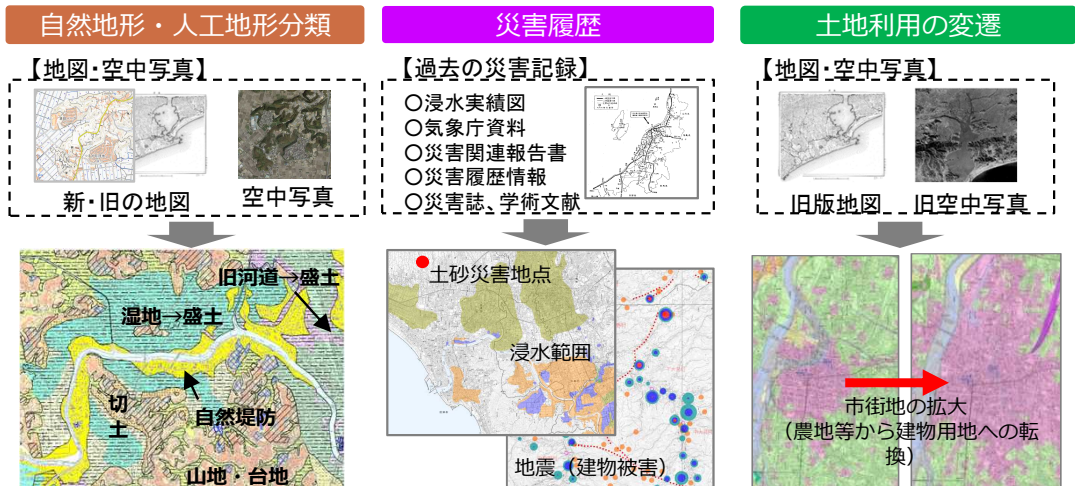 自然地形・人工地形分類
【地図・空中写真】
新・旧の地図
空中写真
旧河道→盛土
湿地→盛土
切土
自然堤防
山地・台地
災害履歴
【過去の災害記録】
○浸水実績図
○気象庁資料
○災害関連報告書
○災害履歴情報
○災害誌、学術文献
土砂災害地点
浸水範囲
地震（建物被害）
土地利用の変遷
【地図・空中写真】
旧版地図
旧空中写真
市街地の拡大
（農地等から建物用地への転
換）